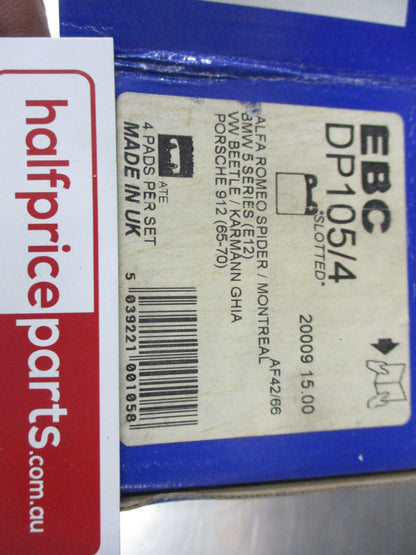 EBC
DP105/4
*SLOTTED*
20009 15.00
ALFA ROMEO SPIDER / MONTREAL
AF42/66
BMW 5 SERIES (E12)
VW BEETLE / KARMANN GHIA
PORSCHE 912 (65-70)
ATE
4 PADS PER SET
MADE IN UK
5 039221 001058
halfpriceparts.com.au